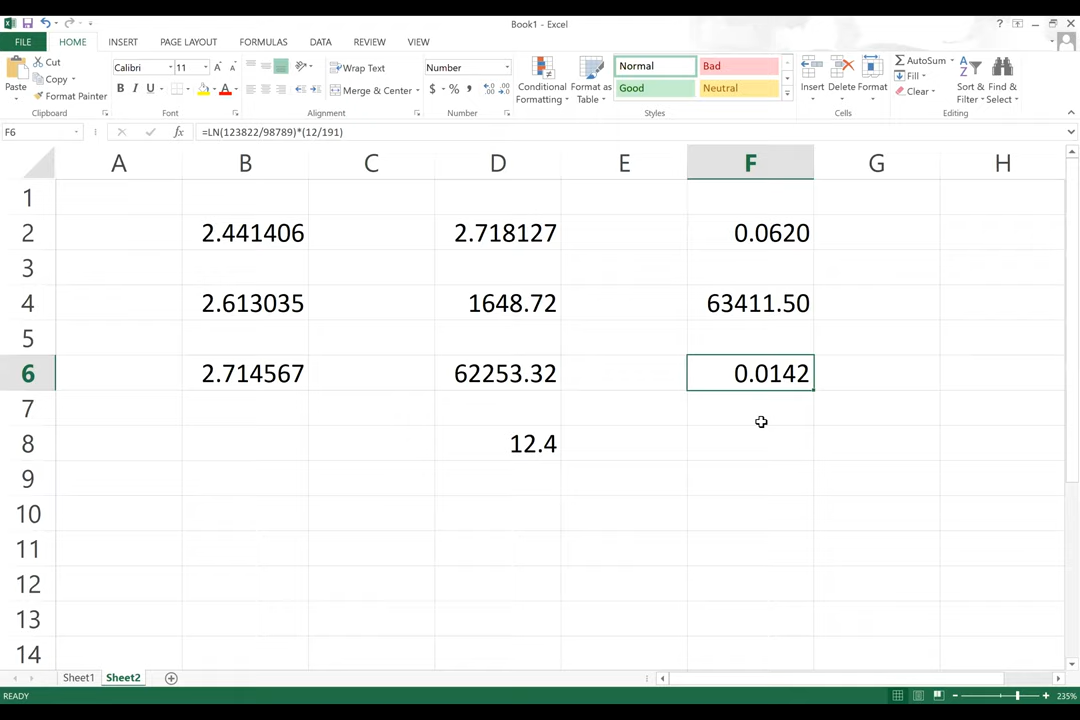 Book1 - Excel
?
FILE HOME INSERT PAGE LAYOUT FORMULAS DATA REVIEW VIEW
Paste
Cut
Copy
Format Painter
Clipboard
Calibri 11
B I U
Font
Wrap Text
Merge & Center
Alignment
Number
$ % ,
Number
Conditional Formatting
Format as Table
Normal Bad
Good Neutral
Styles
Insert Delete Format
Cells
AutoSum
Fill
Clear
Sort & Filter
Find & Select
Editing
F6 fx =LN(123822/98789)*(12/191)
A B C D E F G H
1
2 2.441406 2.718127 0.0620
3
4 2.613035 1648.72 63411.50
5
6 2.714567 62253.32 0.0142
7
8 12.4
9
10
11
12
13
14
Sheet1 Sheet2
READY 235%